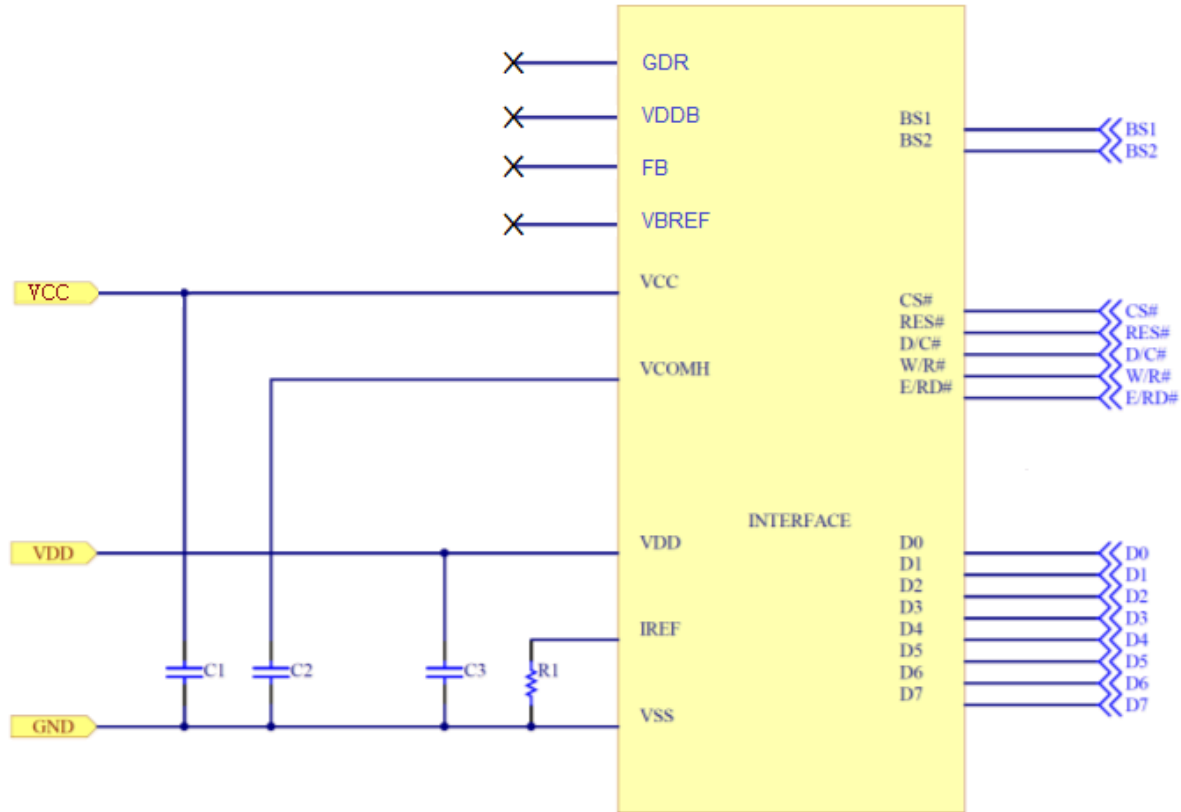 GDR
VDDB
FB
VBREF
VCC
VCC
VCOMH
VDD
VDD
IREF
C1
C2
C3
R1
GND
VSS
INTERFACE
BS1
BS2
BS1
BS2
CS#
RES#
D/C#
W/R#
E/RD#
CS#
RES#
D/C#
W/R#
E/RD#
D0
D1
D2
D3
D4
D5
D6
D7
D0
D1
D2
D3
D4
D5
D6
D7